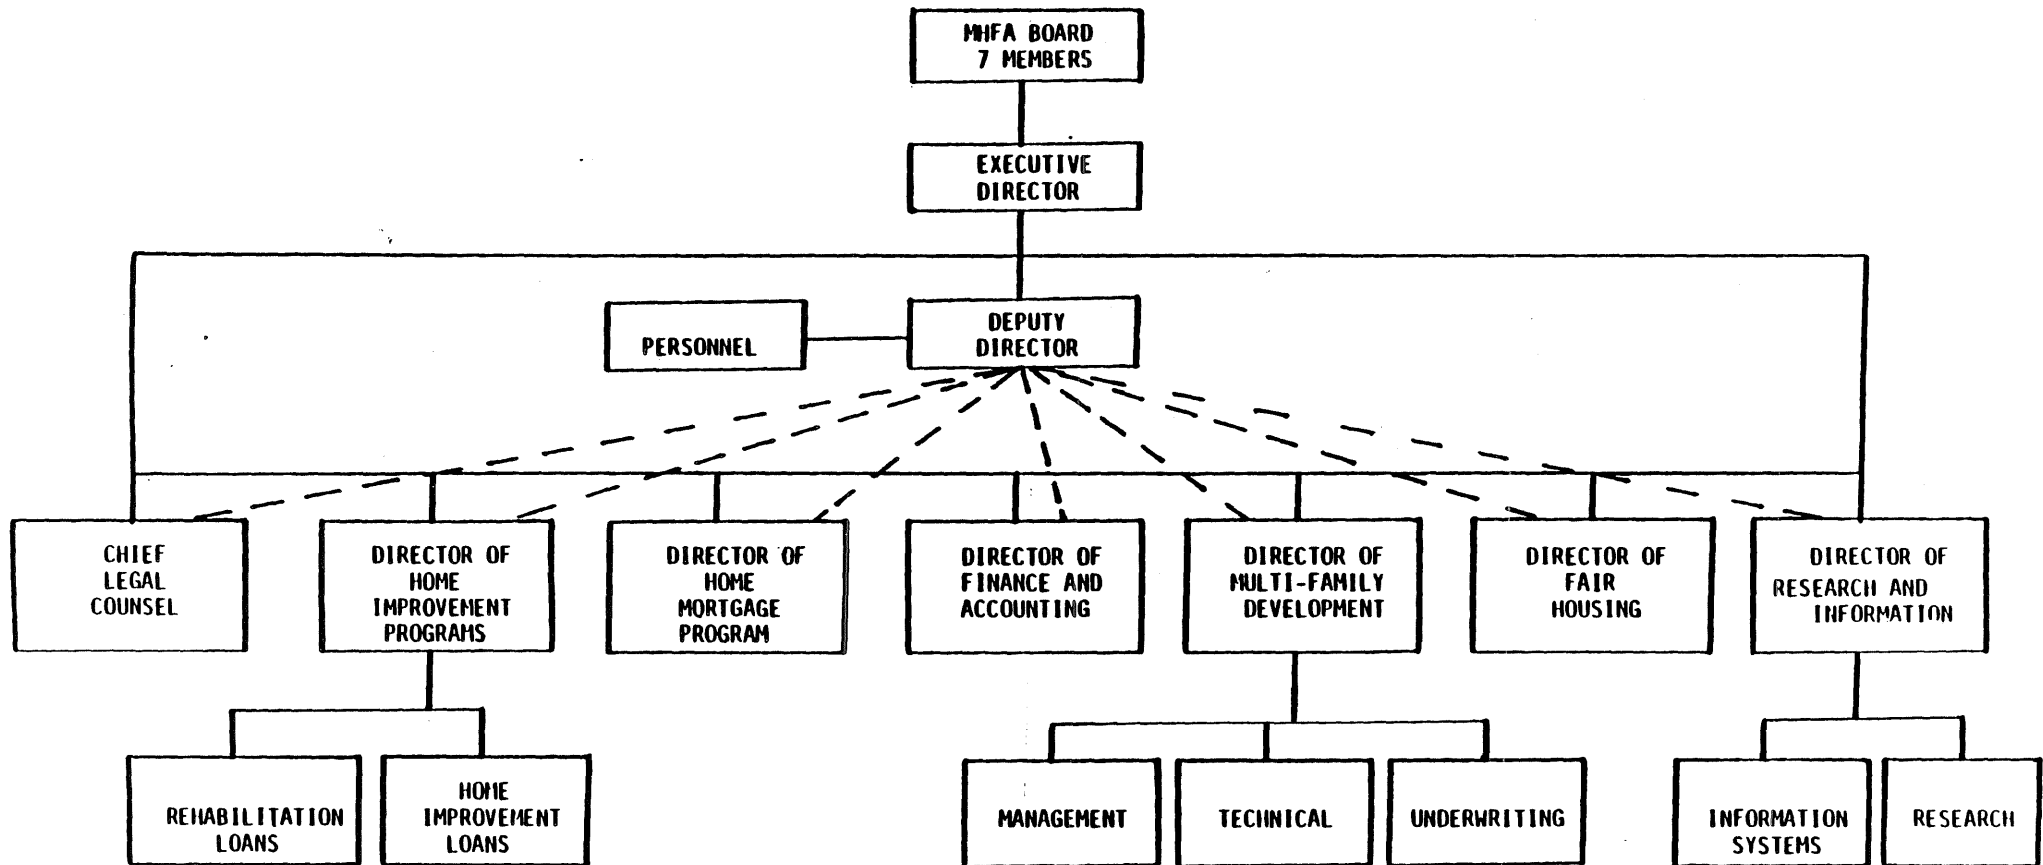 MHFA BOARD
7 MEMBERS
EXECUTIVE
DIRECTOR
PERSONNEL
DEPUTY
DIRECTOR
CHIEF
LEGAL
COUNSEL
DIRECTOR OF
HOME
IMPROVEMENT
PROGRAMS
DIRECTOR OF
HOME
MORTGAGE
PROGRAM
DIRECTOR OF
FINANCE AND
ACCOUNTING
DIRECTOR OF
MULTI-FAMILY
DEVELOPMENT
DIRECTOR OF
FAIR
HOUSING
DIRECTOR OF
RESEARCH AND
INFORMATION
REHABILITATION
LOANS
HOME
IMPROVEMENT
LOANS
MANAGEMENT
TECHNICAL
UNDERWRITING
INFORMATION
SYSTEMS
RESEARCH